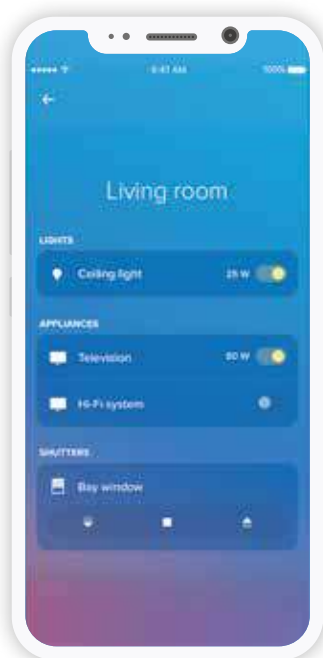 9:41 AM 100%
Living room
LIGHTS
Ceiling light 25 W
APPLIANCES
Television 80 W
Hi-Fi system
SHUTTERS
Bay window